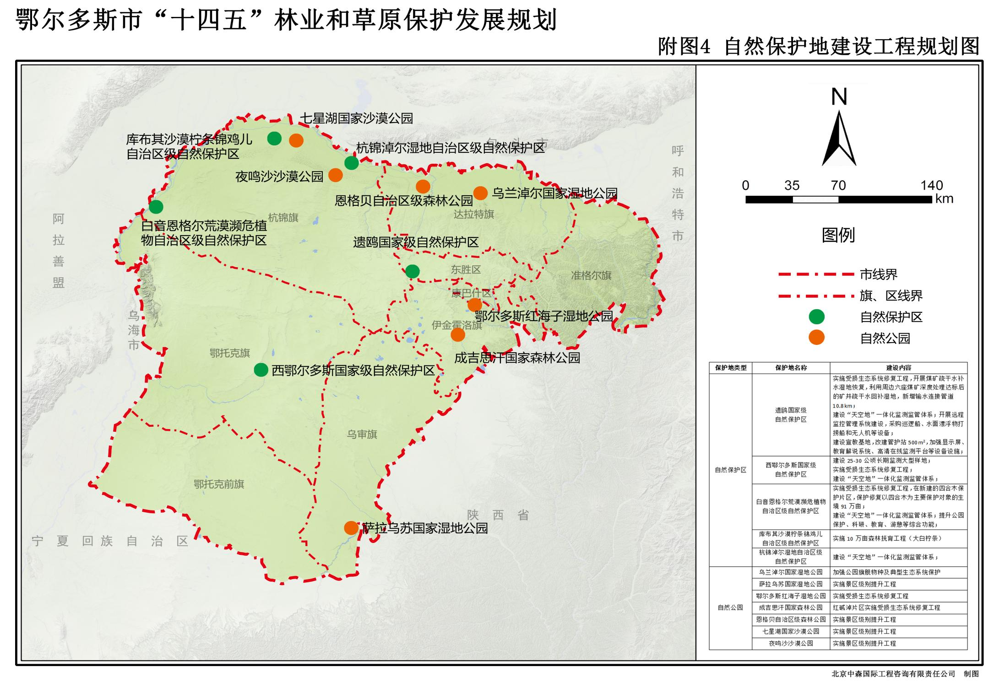 鄂尔多斯市“十四五”林业和草原保护发展规划
附图4 自然保护地建设工程规划图
七星湖国家沙漠公园
库布其沙漠柠条锦鸡儿
自治区级自然保护区
包头市
杭锦淖尔湿地自治区级自然保护区
呼和浩特市
夜鸣沙沙漠公园
恩格贝自治区级森林公园
乌兰淖尔国家湿地公园
达拉特旗
杭锦旗
阿拉善盟
白音恩格尔荒漠濒危植
物自治区级自然保护区
遗鸥国家级自然保护区
东胜区
准格尔旗
康巴什区
鄂尔多斯红海子湿地公园
伊金霍洛旗
乌海市
鄂托克旗
成吉思汗国家森林公园
西鄂尔多斯国家级自然保护区
乌审旗
鄂托克前旗
陕西省
萨拉乌苏国家湿地公园
宁夏回族自治区
N
0 35 70 140
km
图例
市线界
旗、区线界
自然保护区
自然公园
保护地类型 保护地名称 建设内容
自然保护区
遗鸥国家级
自然保护区
实施受损生态系统修复工程，开展煤矿疏干水补
水湿地恢复，利用周边六座煤矿深度处理达标后
的矿井疏干水回补湿地，新增输水连接管道
10.8km；
建设“天空地”一体化监测监管体系；开展远程
监控管理系统建设，采购巡逻船、水面漂浮物打
捞船和无人机等设备；
建设宣教基地，改建管护站500m²，加强显示屏、
教育解说系统、高清在线监测平台等设备设施；
西鄂尔多斯国家级
自然保护区
建设 25-30 公顷长期监测大型样地；
实施受损生态系统修复工程；
建设“天空地”一体化监测监管体系；
白音恩格尔荒漠濒危植物
自治区级自然保护区
实施受损生态系统修复工程，在新建的四合木保
护片区，保护修复以四合木为主要保护对象的生
境 91 万亩；
建设“天空地”一体化监测监管体系；提升公园
保护、科研、教育、游憩等综合功能；
库布其沙漠柠条锦鸡儿
自治区级自然保护区
实施 10 万亩森林抚育工程（大白柠条）
杭锦淖尔湿地自治区级
自然保护区
建设“天空地”一体化监测监管体系；
自然公园
乌兰淖尔国家湿地公园 加强公园旗舰物种及典型生态系统保护
萨拉乌苏国家湿地公园 实施景区级别提升工程
鄂尔多斯红海子湿地公园 实施受损生态系统修复工程
成吉思汗国家森林公园 红碱淖片区实施受损生态系统修复工程
恩格贝自治区级森林公园 实施景区级别提升工程
七星湖国家沙漠公园 实施景区级别提升工程
夜鸣沙沙漠公园 实施景区级别提升工程
北京中森国际工程咨询有限责任公司 制图